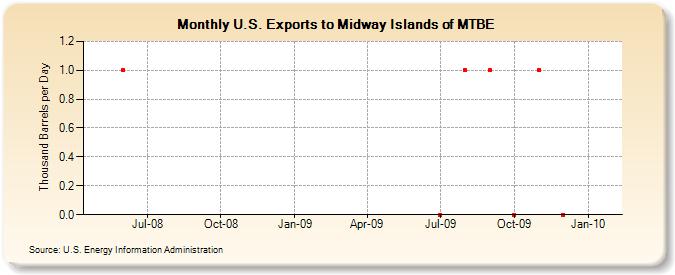 Monthly U.S. Exports to Midway Islands of MTBE
Thousand Barrels per Day
1.2
1.0
0.8
0.6
0.4
0.2
0.0
Jul-08 Oct-08 Jan-09 Apr-09 Jul-09 Oct-09 Jan-10
Source: U.S. Energy Information Administration